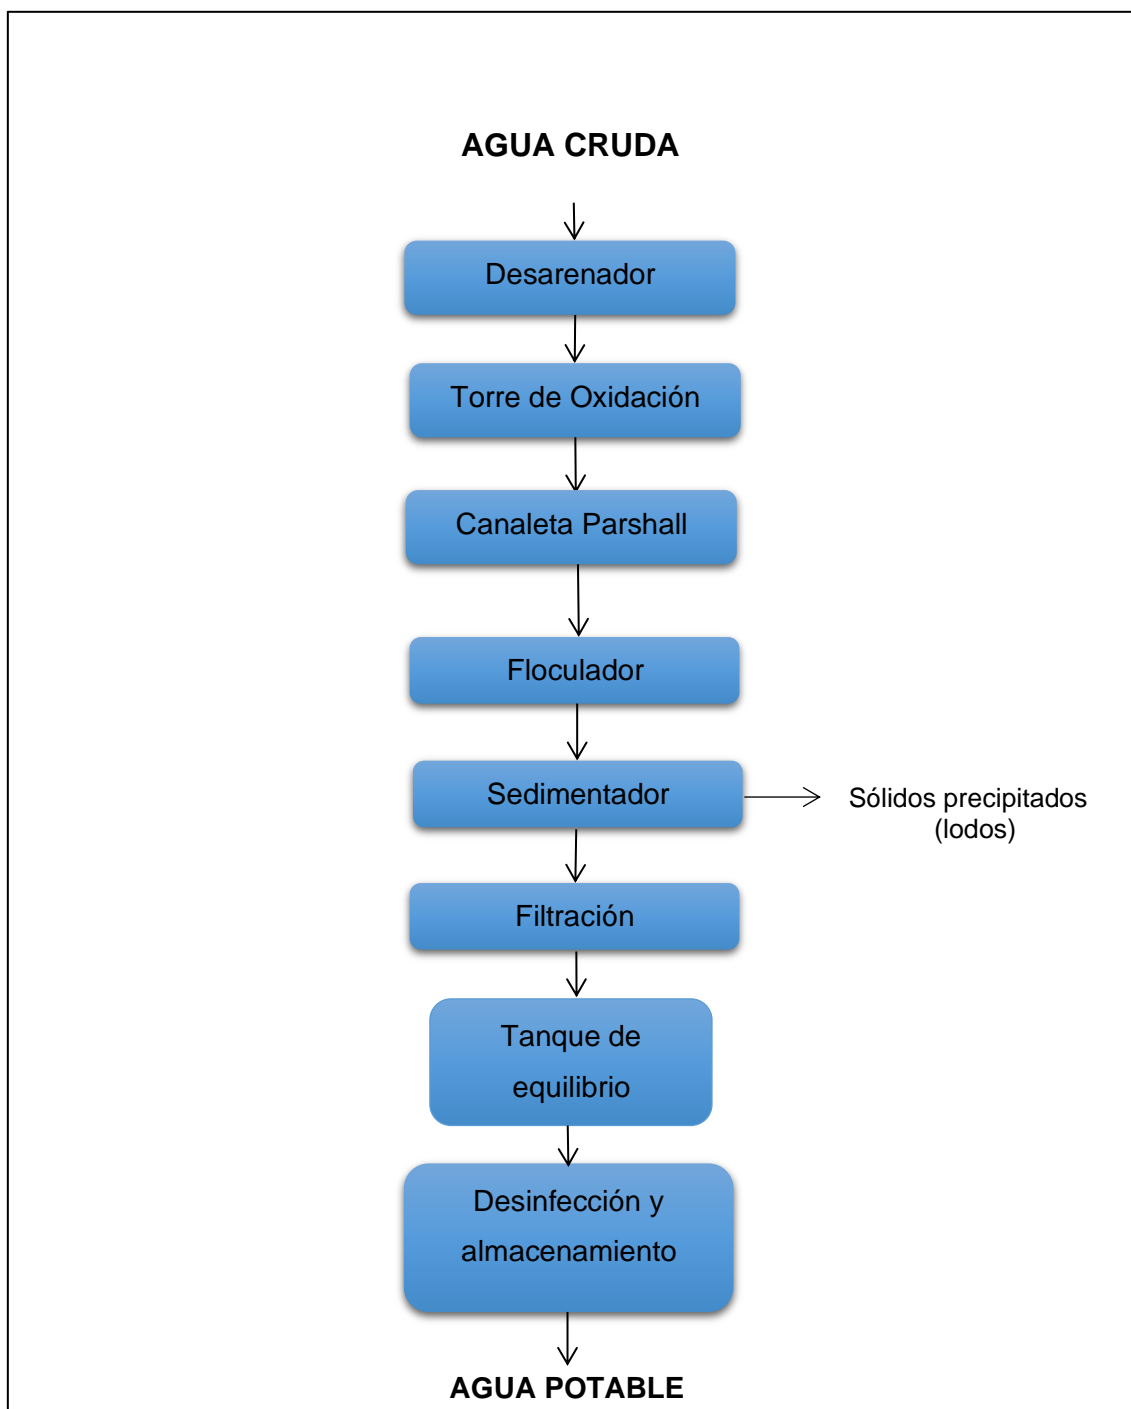 AGUA CRUDA
Desarenador
Torre de Oxidación
Canaleta Parshall
Floculador
Sedimentador
Sólidos precipitados
(lodos)
Filtración
Tanque de
equilibrio
Desinfección y
almacenamiento
AGUA POTABLE